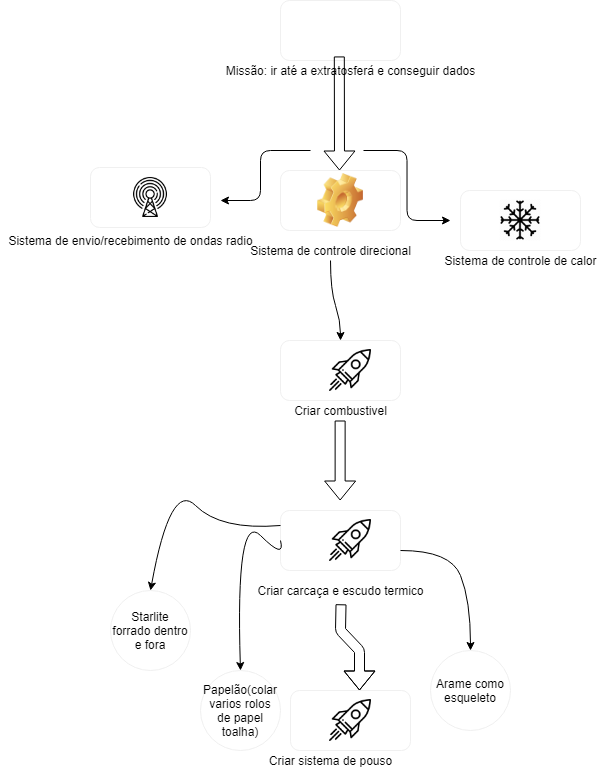 Missão: ir até a extratosferá e conseguir dados
Sistema de envio/recebimento de ondas radio
Sistema de controle direcional
Sistema de controle de calor
Criar combustivel
Criar carcaça e escudo termico
Starlite
forrado dentro
e fora
Papelão(colar
varios rolos
de papel
toalha)
Arame como
esqueleto
Criar sistema de pouso